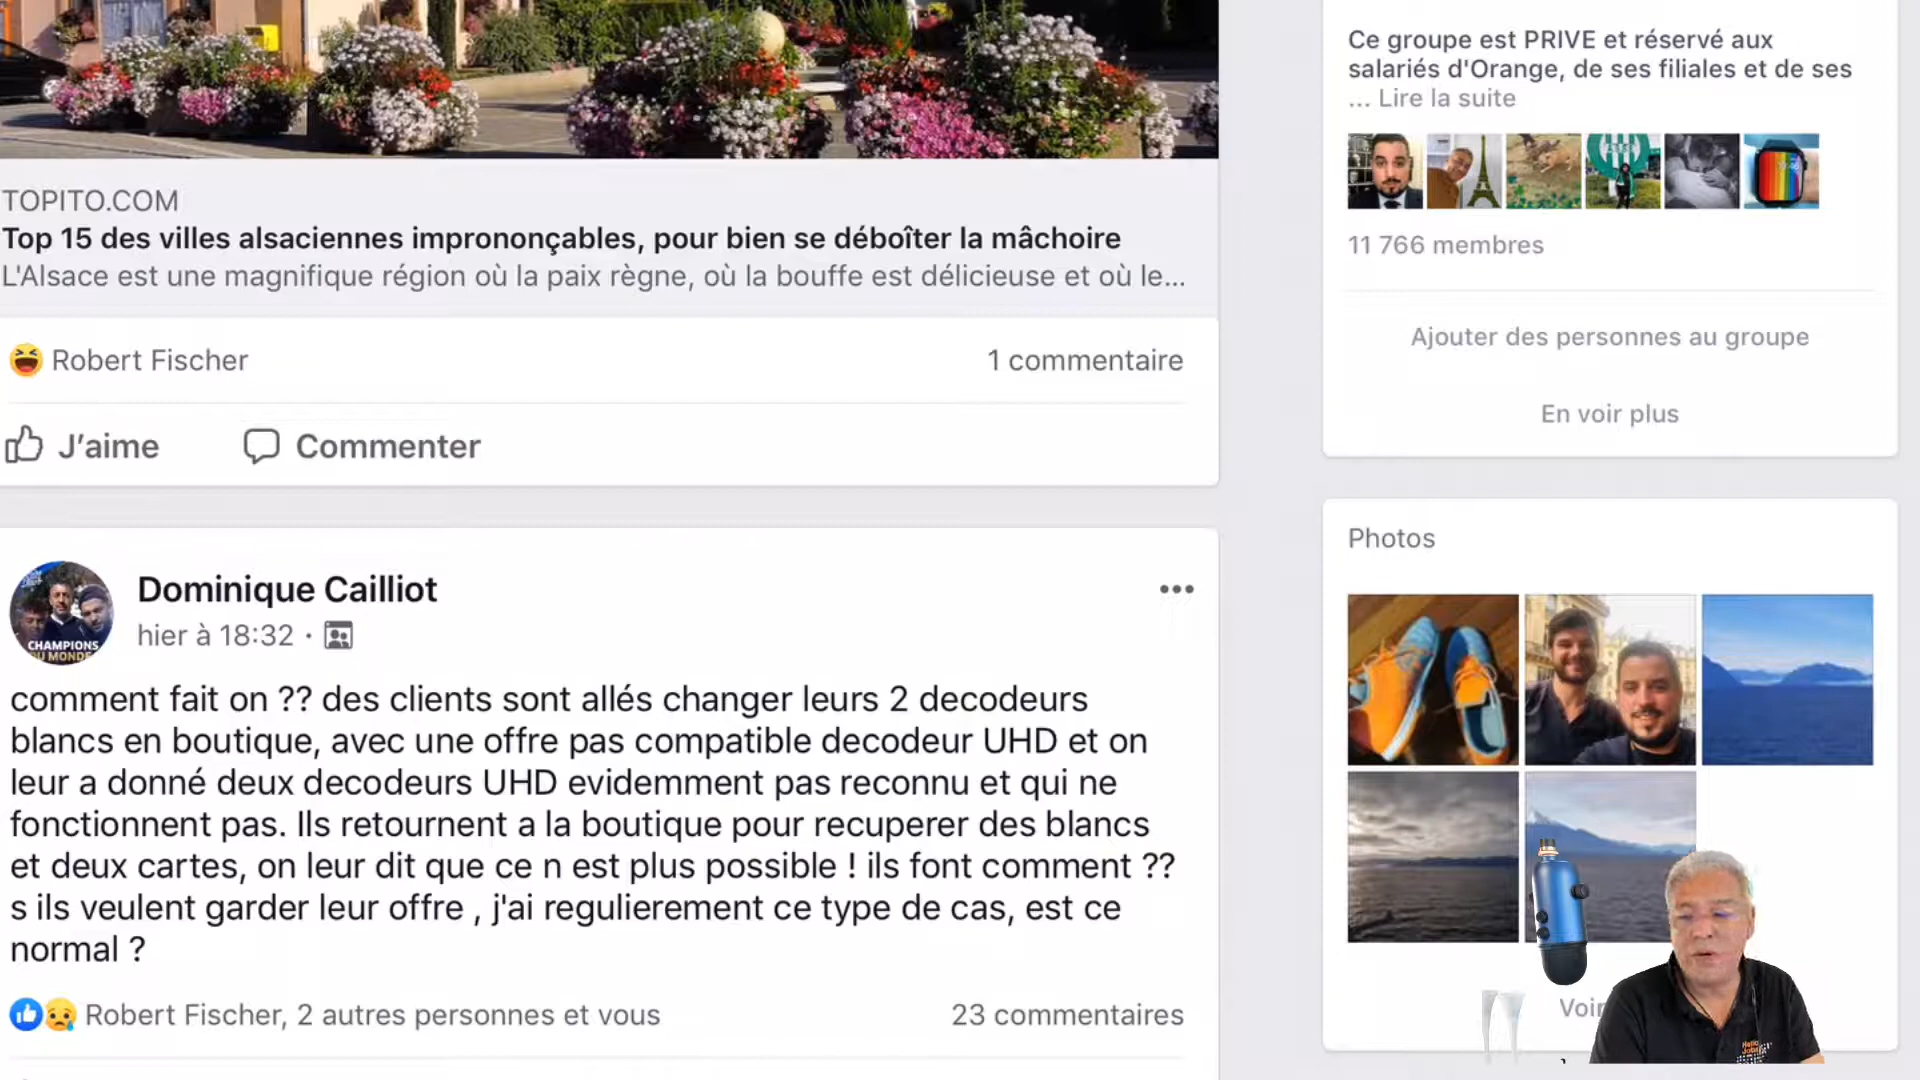 TOPITO.COM
Top 15 des villes alsaciennes imprononçables, pour bien se déboîter la mâchoire
L'Alsace est une magnifique région où la paix règne, où la bouffe est délicieuse et où le...
Robert Fischer
1 commentaire
J'aime
Commenter
Dominique Cailliot
hier à 18:32 ·
CHAMPIONS
DU MONDE
comment fait on ?? des clients sont allés changer leurs 2 decodeurs
blancs en boutique, avec une offre pas compatible decodeur UHD et on
leur a donné deux decodeurs UHD evidemment pas reconnu et qui ne
fonctionnent pas. Ils retournent a la boutique pour recuperer des blancs
et deux cartes, on leur dit que ce n est plus possible ! ils font comment ??
s ils veulent garder leur offre , j'ai regulierement ce type de cas, est ce
normal ?
Robert Fischer, 2 autres personnes et vous
23 commentaires
Ce groupe est PRIVE et réservé aux
salariés d'Orange, de ses filiales et de ses
... Lire la suite
11 766 membres
Ajouter des personnes au groupe
En voir plus
Photos
Voir
Hello
Jobs